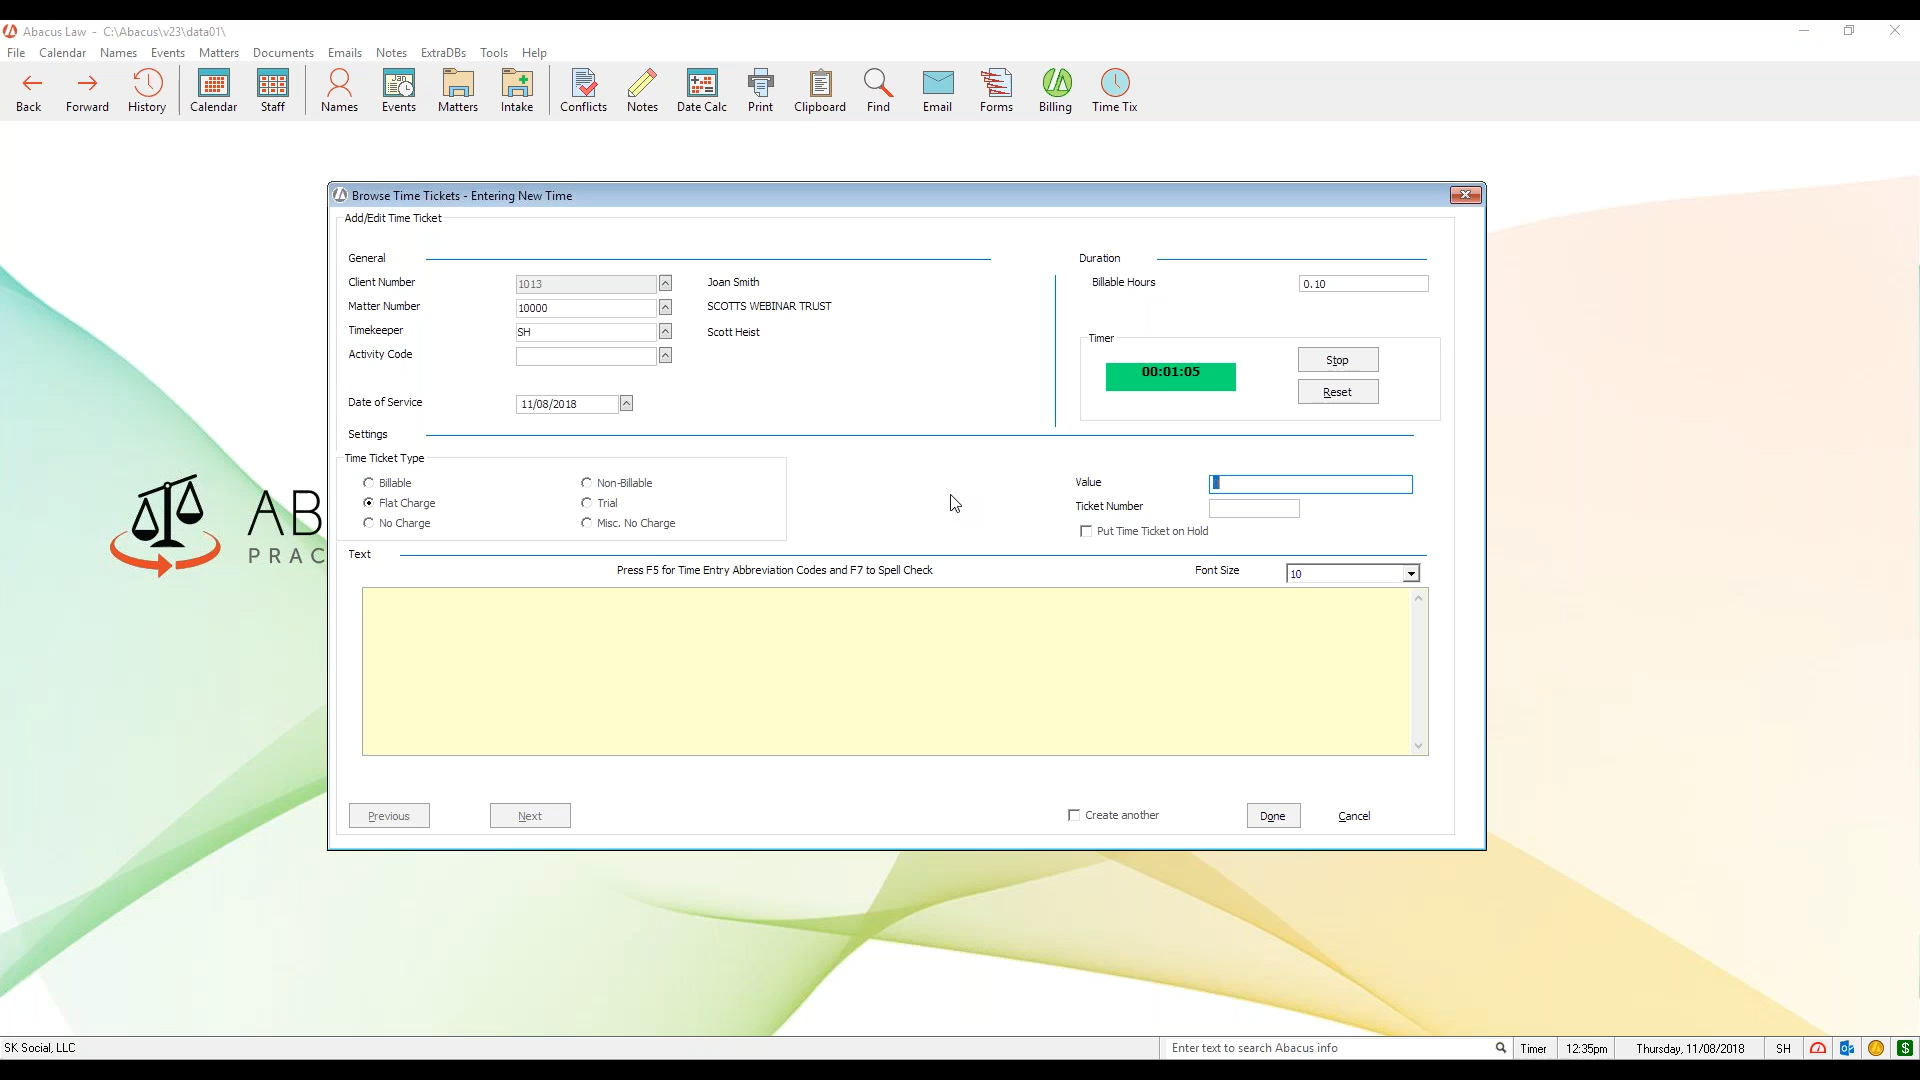 Abacus Law - C:\Abacus\v23\data01\
File Calendar Names Events Matters Documents Emails Notes ExtraDBs Tools Help
Back Forward History Calendar Staff Names Events Matters Intake Conflicts Notes Date Calc Print Clipboard Find Email Forms Billing Time Tix
Browse Time Tickets - Entering New Time
Add/Edit Time Ticket
General
Duration
Client Number 1013 Joan Smith
Billable Hours 0.10
Matter Number 10000 SCOTTS WEBINAR TRUST
Timekeeper SH Scott Heist
Timer
Activity Code
Stop
00:01:05
Reset
Date of Service 11/08/2018
Settings
Time Ticket Type
Billable Non-Billable
Value
Flat Charge Trial
Ticket Number
No Charge Misc. No Charge
Put Time Ticket on Hold
AB
PRAC
Text
Press F5 for Time Entry Abbreviation Codes and F7 to Spell Check
Font Size 10
Previous Next Create another Done Cancel
SK Social, LLC
Enter text to search Abacus info
Timer 12:35pm Thursday, 11/08/2018 SH